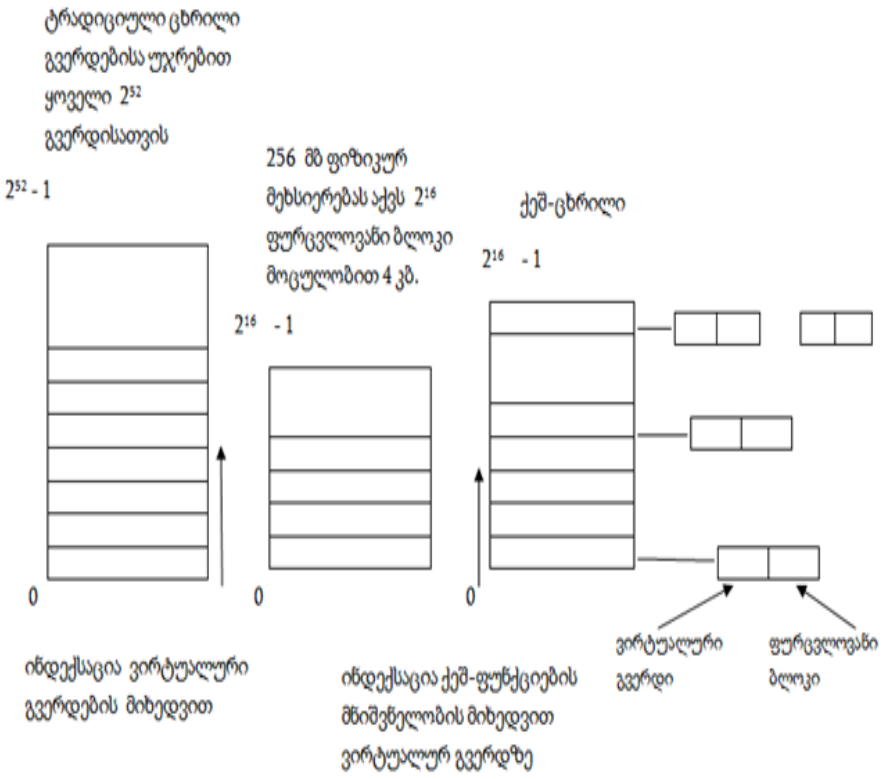 ტრადიციული ცხრილი
გვერდებისა უჯრებით
ყოველი 2⁵²
გვერდისათვის
2⁵² - 1
0
ინდექსაცია ვირტუალური
გვერდების მიხედვით
256 მბ ფიზიკურ
მეხსიერებას აქვს 2¹⁶
ფურცვლოვანი ბლოკი
მოცულობით 4 კბ.
2¹⁶ - 1
0
ქეშ-ცხრილი
2¹⁶ - 1
0
ინდექსაცია ქეშ-ფუნქციების
მნიშვნელობის მიხედვით
ვირტუალურ გვერდზე
ვირტუალური
გვერდი
ფურცვლოვანი
ბლოკი